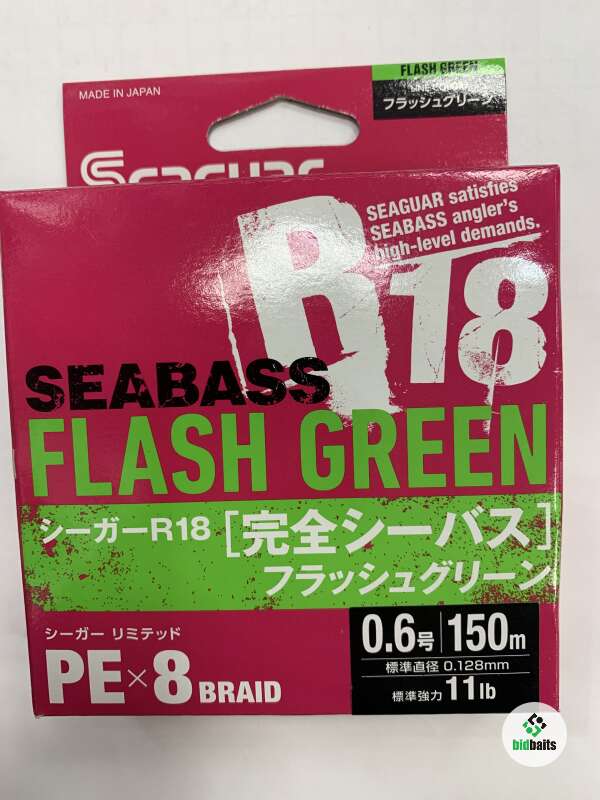 MADE IN JAPAN
FLASH GREEN
LINE COLOR
フラッシュグリーン
SEAGUAR
R18
SEAGUAR satisfies
SEABASS angler's
high-level demands.
SEABASS
FLASH GREEN
シーガーR18 [完全シーバス]
フラッシュグリーン
シーガー リミテッド
PE×8 BRAID
0.6号 150m
標準直径 0.128mm
標準強力 11lb
bidbaits